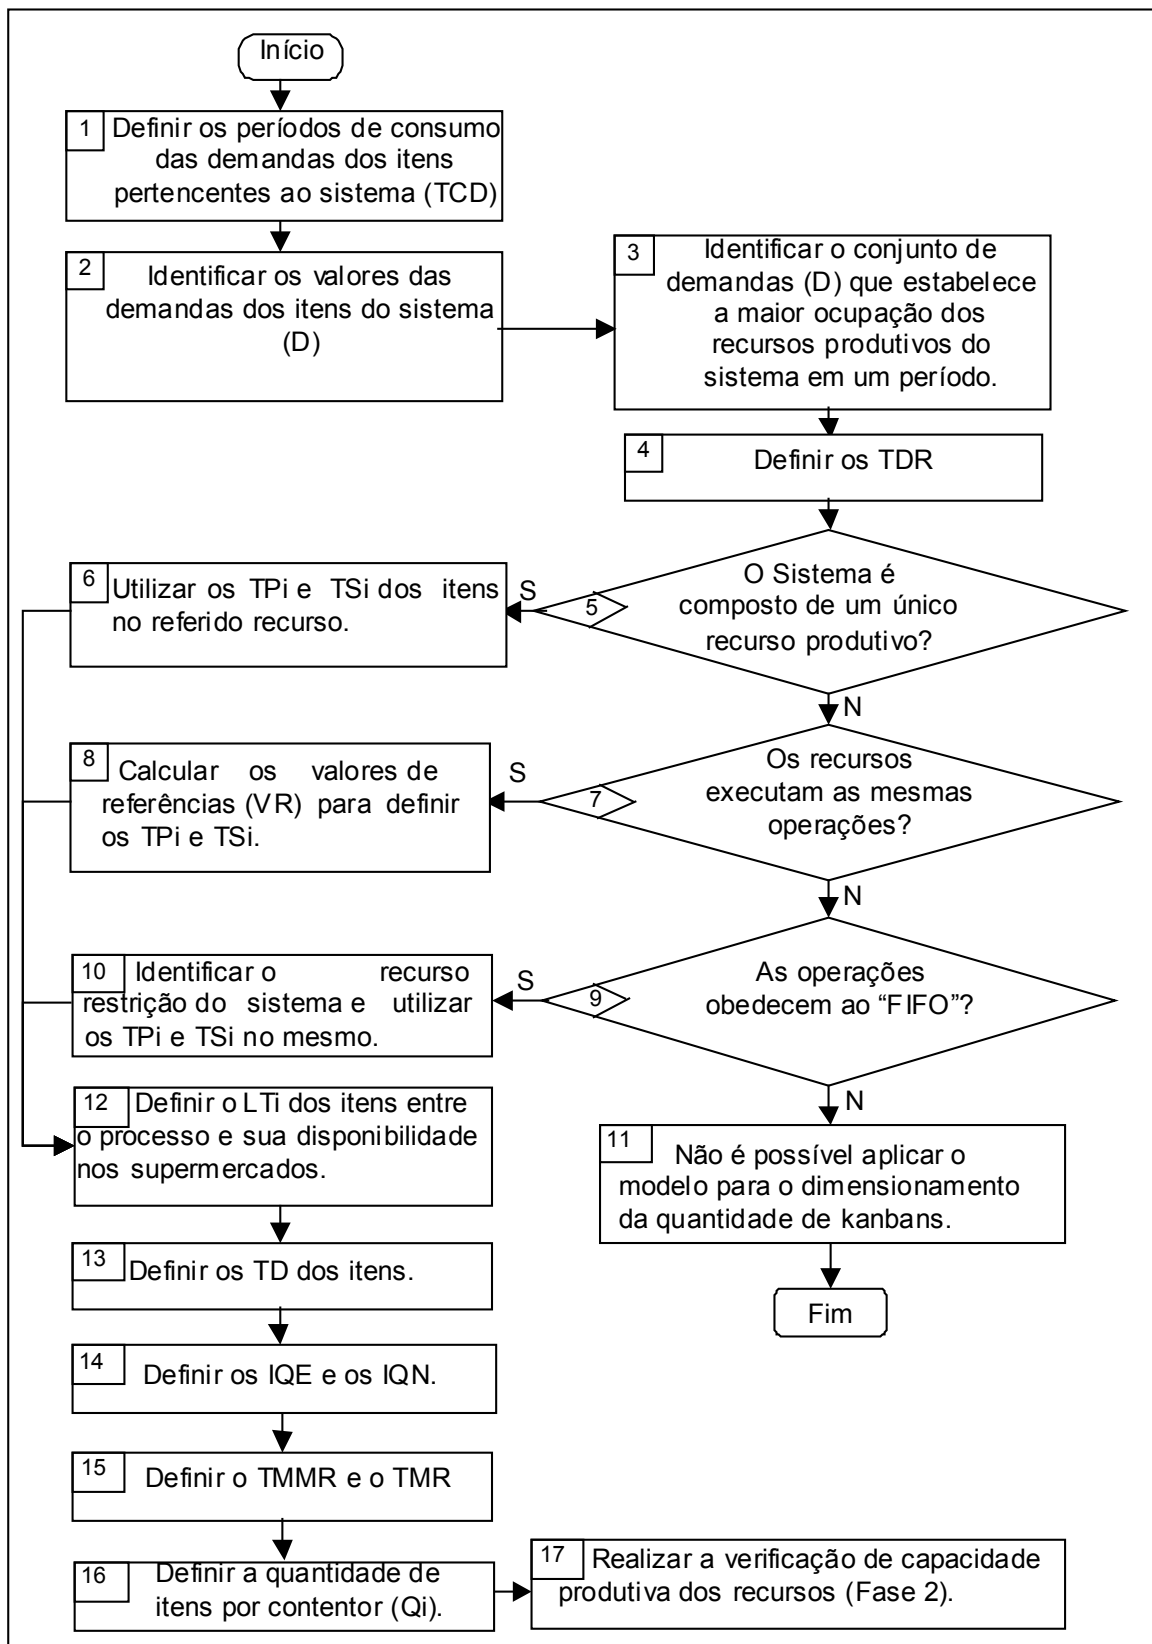 Início
1
Definir os períodos de consumo
das demandas dos itens
pertencentes ao sistema (TCD)
2
Identificar os valores das
demandas dos itens do sistema
(D)
3
Identificar o conjunto de
demandas (D) que estabelece
a maior ocupação dos
recursos produtivos do
sistema em um período.
4
Definir os TDR
5
O Sistema é
composto de um único
recurso produtivo?
S
N
6
Utilizar os TPi e TSi dos itens
no referido recurso.
7
Os recursos
executam as mesmas
operações?
S
N
8
Calcular os valores de
referências (VR) para definir
os TPi e TSi.
9
As operações
obedecem ao “FIFO”?
S
N
10
Identificar o recurso
restrição do sistema e utilizar
os TPi e TSi no mesmo.
11
Não é possível aplicar o
modelo para o dimensionamento
da quantidade de kanbans.
Fim
12
Definir o LTi dos itens entre
o processo e sua disponibilidade
nos supermercados.
13
Definir os TD dos itens.
14
Definir os IQE e os IQN.
15
Definir o TMMR e o TMR
16
Definir a quantidade de
itens por contentor (Qi).
17
Realizar a verificação de capacidade
produtiva dos recursos (Fase 2).